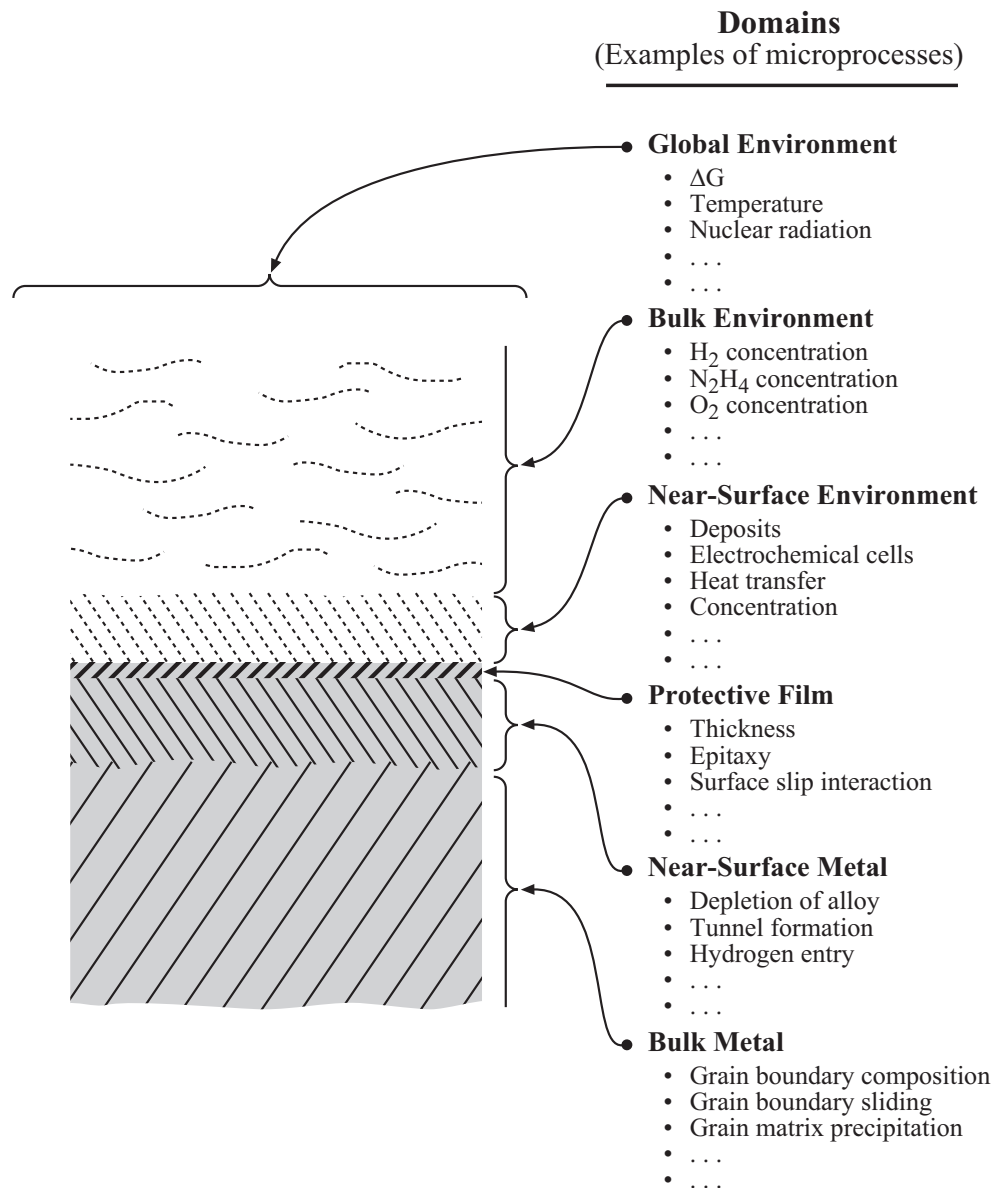 Domains
(Examples of microprocesses)
Global Environment
• ΔG
• Temperature
• Nuclear radiation
• . . .
• . . .
Bulk Environment
• H₂ concentration
• N₂H₄ concentration
• O₂ concentration
• . . .
• . . .
Near-Surface Environment
• Deposits
• Electrochemical cells
• Heat transfer
• Concentration
• . . .
• . . .
Protective Film
• Thickness
• Epitaxy
• Surface slip interaction
• . . .
• . . .
Near-Surface Metal
• Depletion of alloy
• Tunnel formation
• Hydrogen entry
• . . .
• . . .
Bulk Metal
• Grain boundary composition
• Grain boundary sliding
• Grain matrix precipitation
• . . .
• . . .